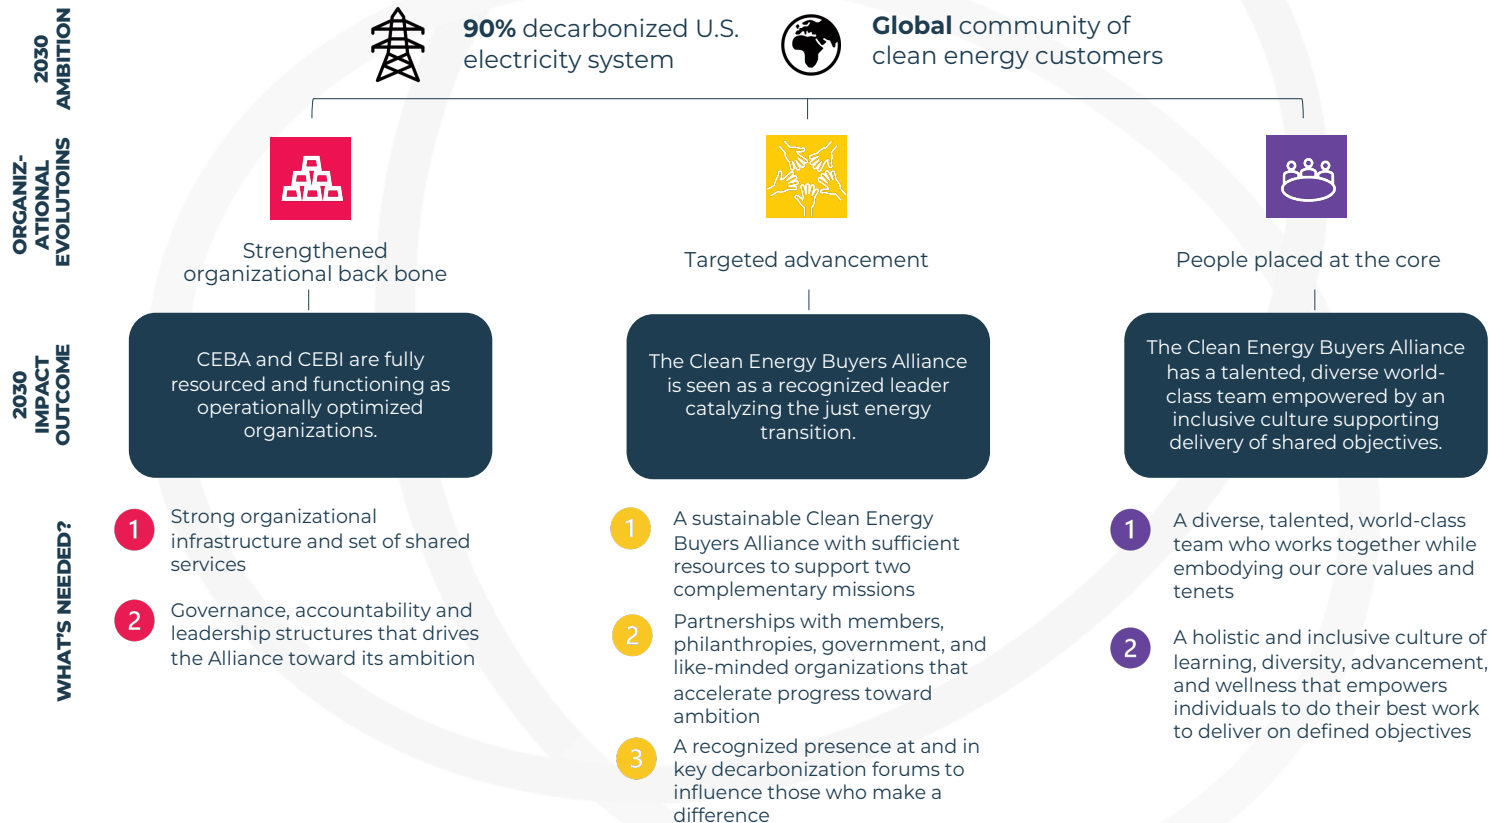 2030
AMBITION
90% decarbonized U.S.
electricity system
Global community of
clean energy customers
ORGANIZ-
ATIONAL
EVOLUTOINS
Strengthened
organizational back bone
Targeted advancement
People placed at the core
2030
IMPACT
OUTCOME
CEBA and CEBI are fully
resourced and functioning as
operationally optimized
organizations.
The Clean Energy Buyers Alliance
is seen as a recognized leader
catalyzing the just energy
transition.
The Clean Energy Buyers Alliance
has a talented, diverse world-
class team empowered by an
inclusive culture supporting
delivery of shared objectives.
WHAT'S NEEDED?
1
Strong organizational
infrastructure and set of shared
services
2
Governance, accountability and
leadership structures that drives
the Alliance toward its ambition
1
A sustainable Clean Energy
Buyers Alliance with sufficient
resources to support two
complementary missions
2
Partnerships with members,
philanthropies, government, and
like-minded organizations that
accelerate progress toward
ambition
3
A recognized presence at and in
key decarbonization forums to
influence those who make a
difference
1
A diverse, talented, world-class
team who works together while
embodying our core values and
tenets
2
A holistic and inclusive culture of
learning, diversity, advancement,
and wellness that empowers
individuals to do their best work
to deliver on defined objectives